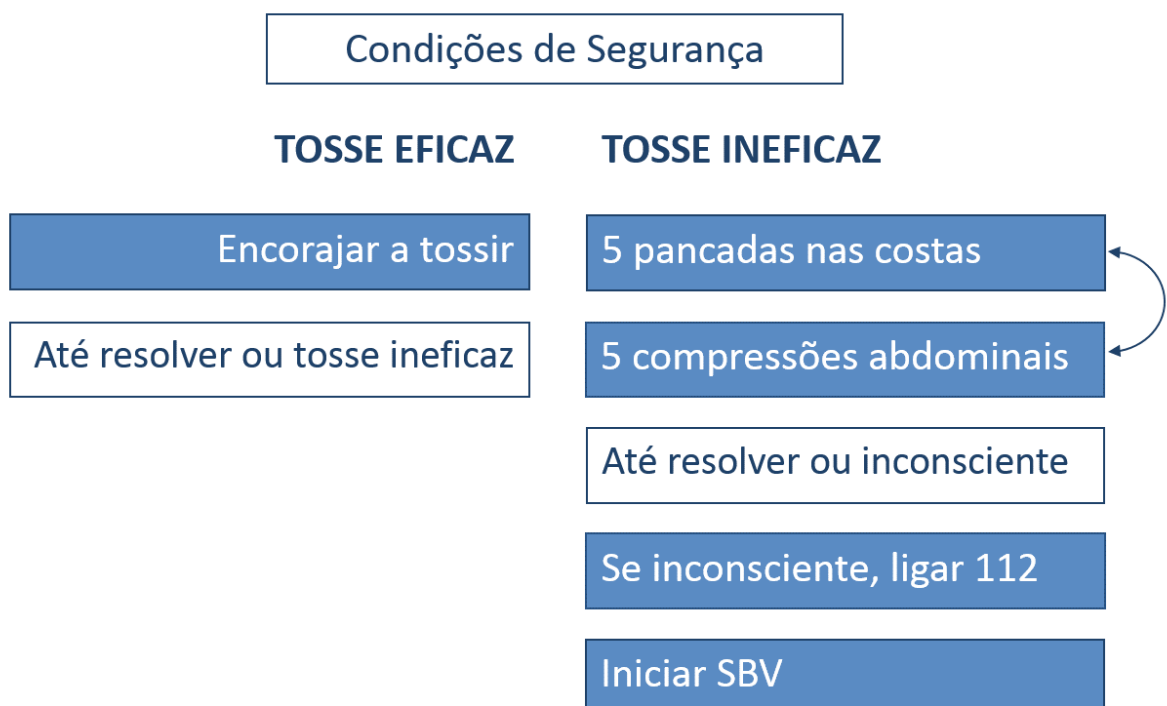 Condições de Segurança
TOSSE EFICAZ
Encorajar a tossir
Até resolver ou tosse ineficaz
TOSSE INEFICAZ
5 pancadas nas costas
5 compressões abdominais
Até resolver ou inconsciente
Se inconsciente, ligar 112
Iniciar SBV